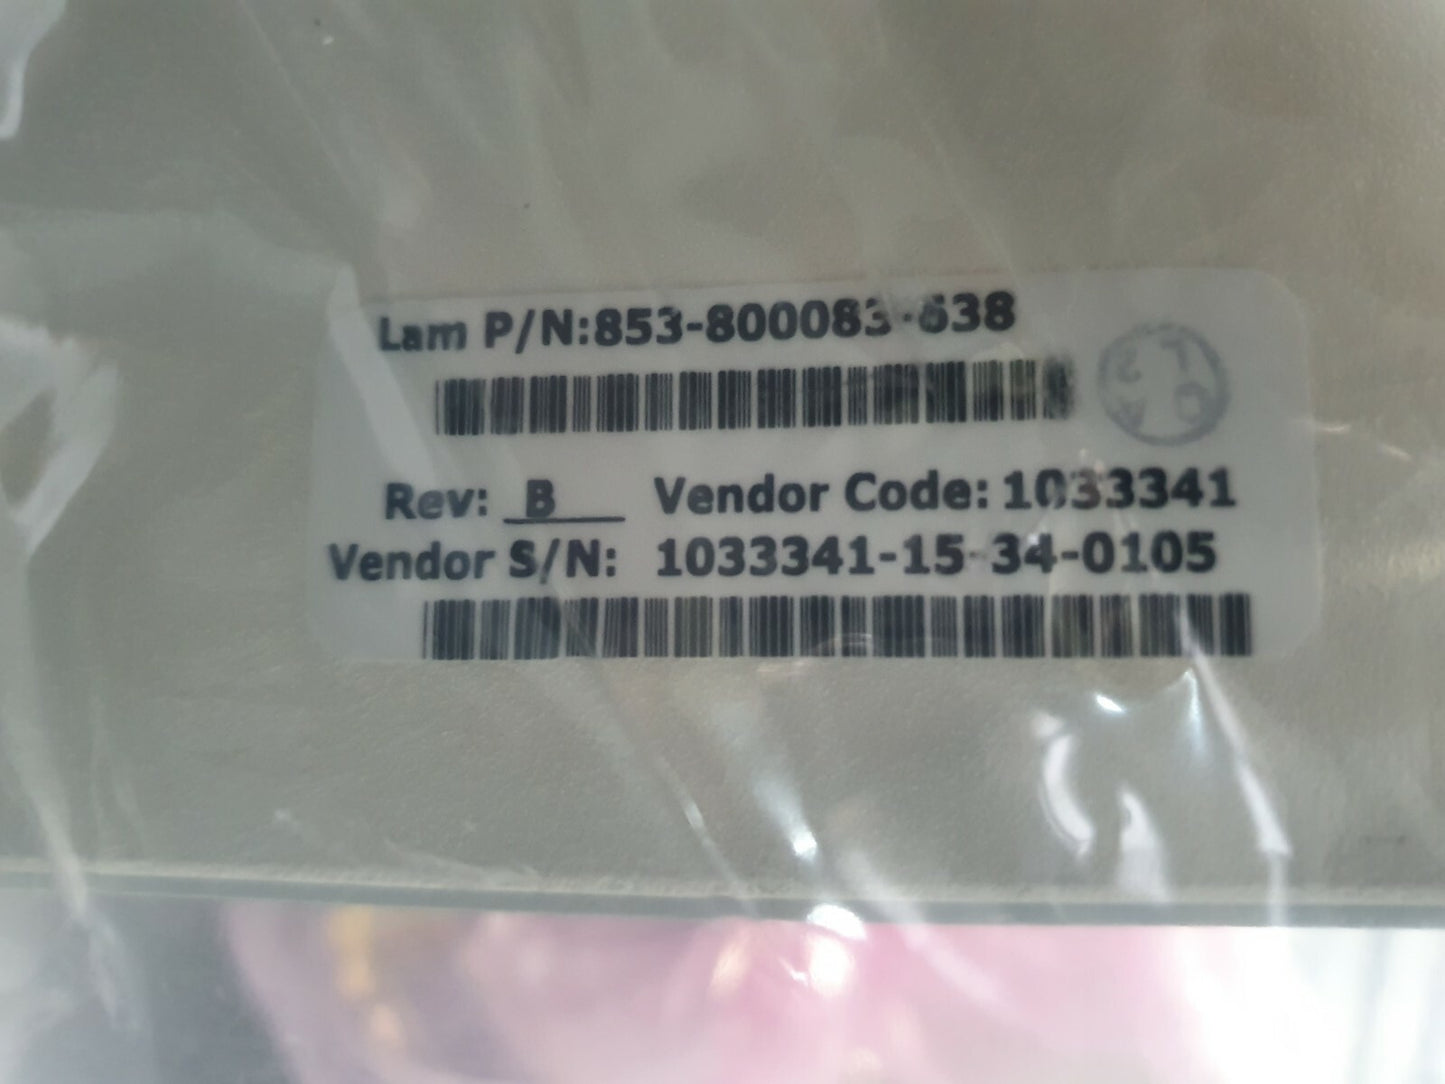 Lam P/N:853-800083-638
Rev: B Vendor Code: 1033341
Vendor S/N: 1033341-15-34-0105